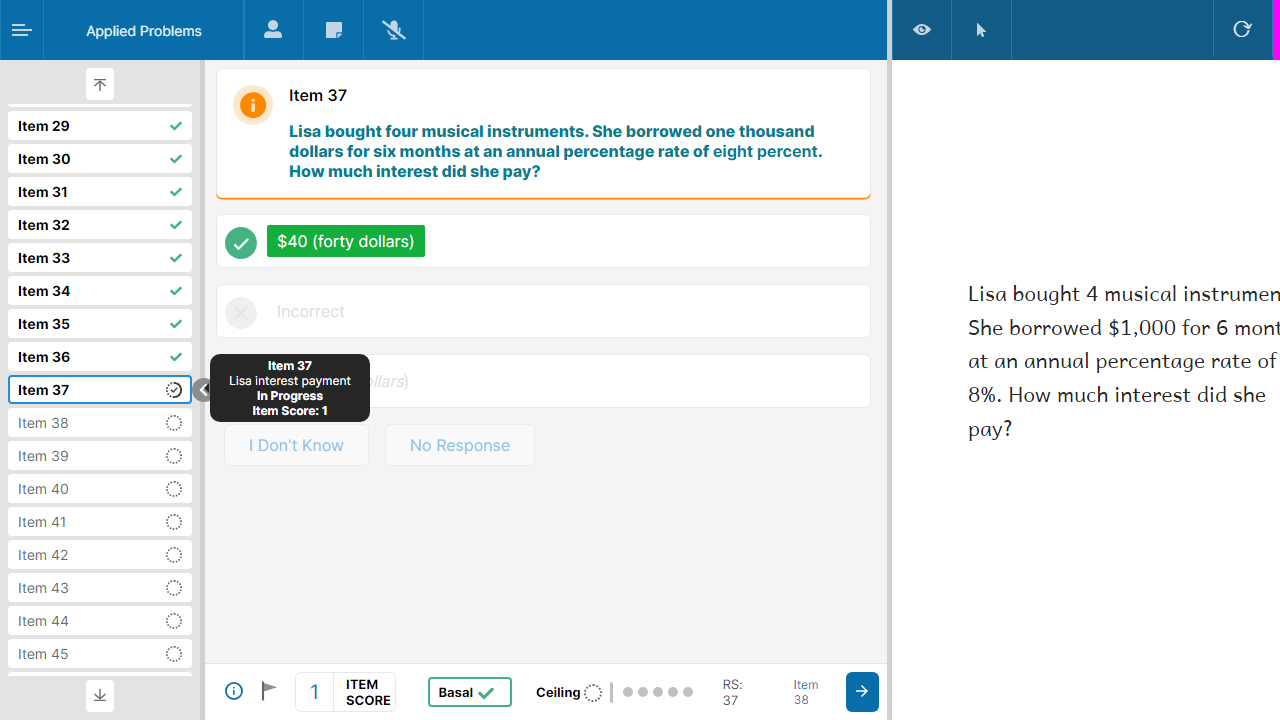 Applied Problems
Item 29
Item 30
Item 31
Item 32
Item 33
Item 34
Item 35
Item 36
Item 37
Item 38
Item 39
Item 40
Item 41
Item 42
Item 43
Item 44
Item 45
Item 37
Lisa bought four musical instruments. She borrowed one thousand
dollars for six months at an annual percentage rate of eight percent.
How much interest did she pay?
$40 (forty dollars)
Incorrect
Item 37
Lisa interest payment
In Progress
Item Score: 1
I Don't Know
No Response
1
ITEM
SCORE
Basal
Ceiling
RS:
37
Item
38
Lisa bought 4 musical
She borrowed $1,000 for 6
at an annual percentage rate of
8%. How much interest did she
pay?